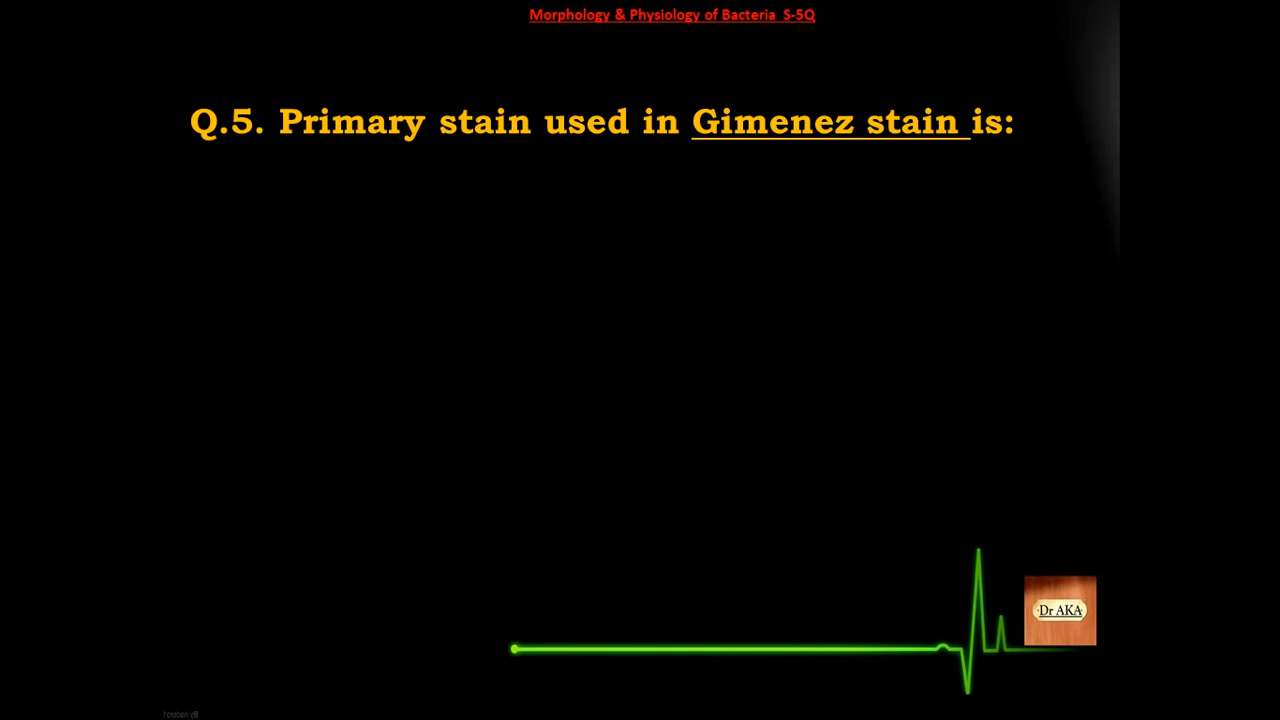 Morphology & Physiology of Bacteria S-5Q
Q.5. Primary stain used in Gimenez stain is:
Dr AKA